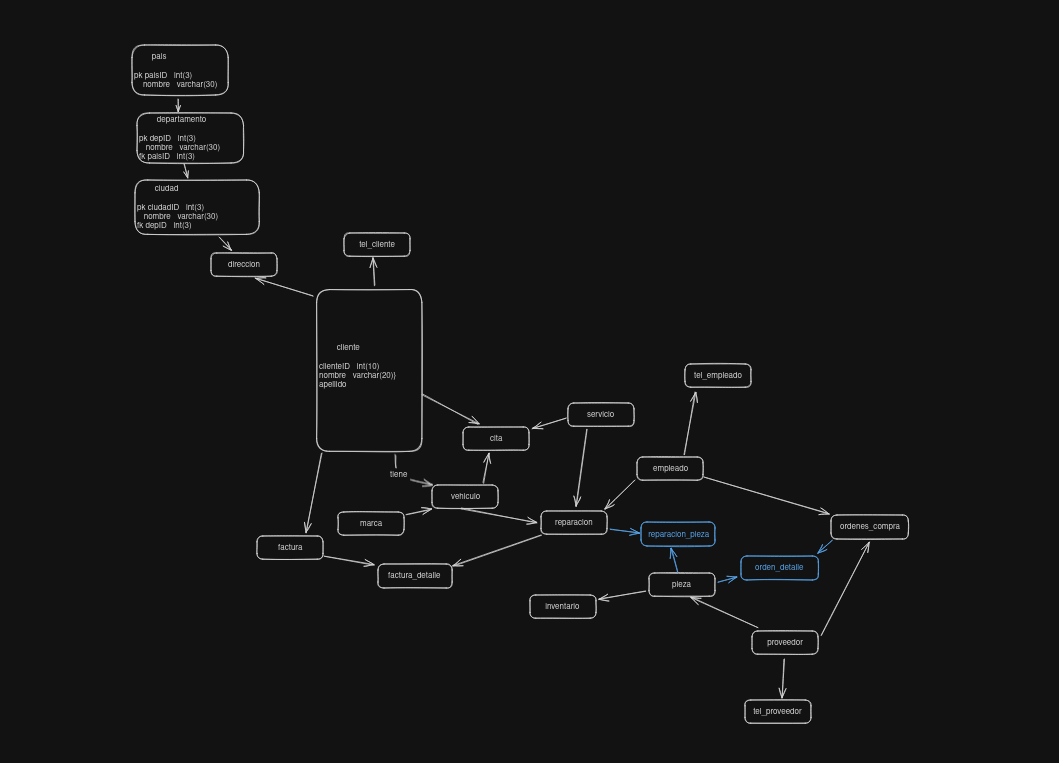 pais
pk paisID int(3)
nombre varchar(30)
departamento
pk depID int(3)
nombre varchar(30)
fk paisID int(3)
ciudad
pk ciudadID int(3)
nombre varchar(30)
fk depID int(3)
direccion
tel_cliente
cliente
clienteID int(10)
nombre varchar(20)}
apellido
tel_empleado
servicio
cita
empleado
tiene
vehiculo
marca
reparacion
reparacion_pieza
ordenes_compra
factura
factura_detalle
orden_detalle
pieza
inventario
proveedor
tel_proveedor